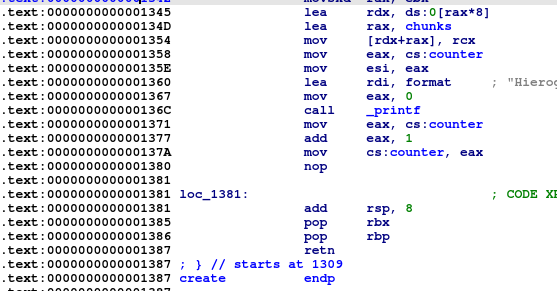 .text:0000000000001345 lea rdx, ds:0[rax*8]
.text:000000000000134D lea rax, chunks
.text:0000000000001354 mov [rdx+rax], rcx
.text:0000000000001358 mov eax, cs:counter
.text:000000000000135E mov esi, eax
.text:0000000000001360 lea rdi, format ; "Hierog
.text:0000000000001367 mov eax, 0
.text:000000000000136C call _printf
.text:0000000000001371 mov eax, cs:counter
.text:0000000000001377 add eax, 1
.text:000000000000137A mov cs:counter, eax
.text:0000000000001380 nop
.text:0000000000001381
.text:0000000000001381 loc_1381: ; CODE XR
.text:0000000000001381 add rsp, 8
.text:0000000000001385 pop rbx
.text:0000000000001386 pop rbp
.text:0000000000001387 retn
.text:0000000000001387 ; } // starts at 1309
.text:0000000000001387 create endp